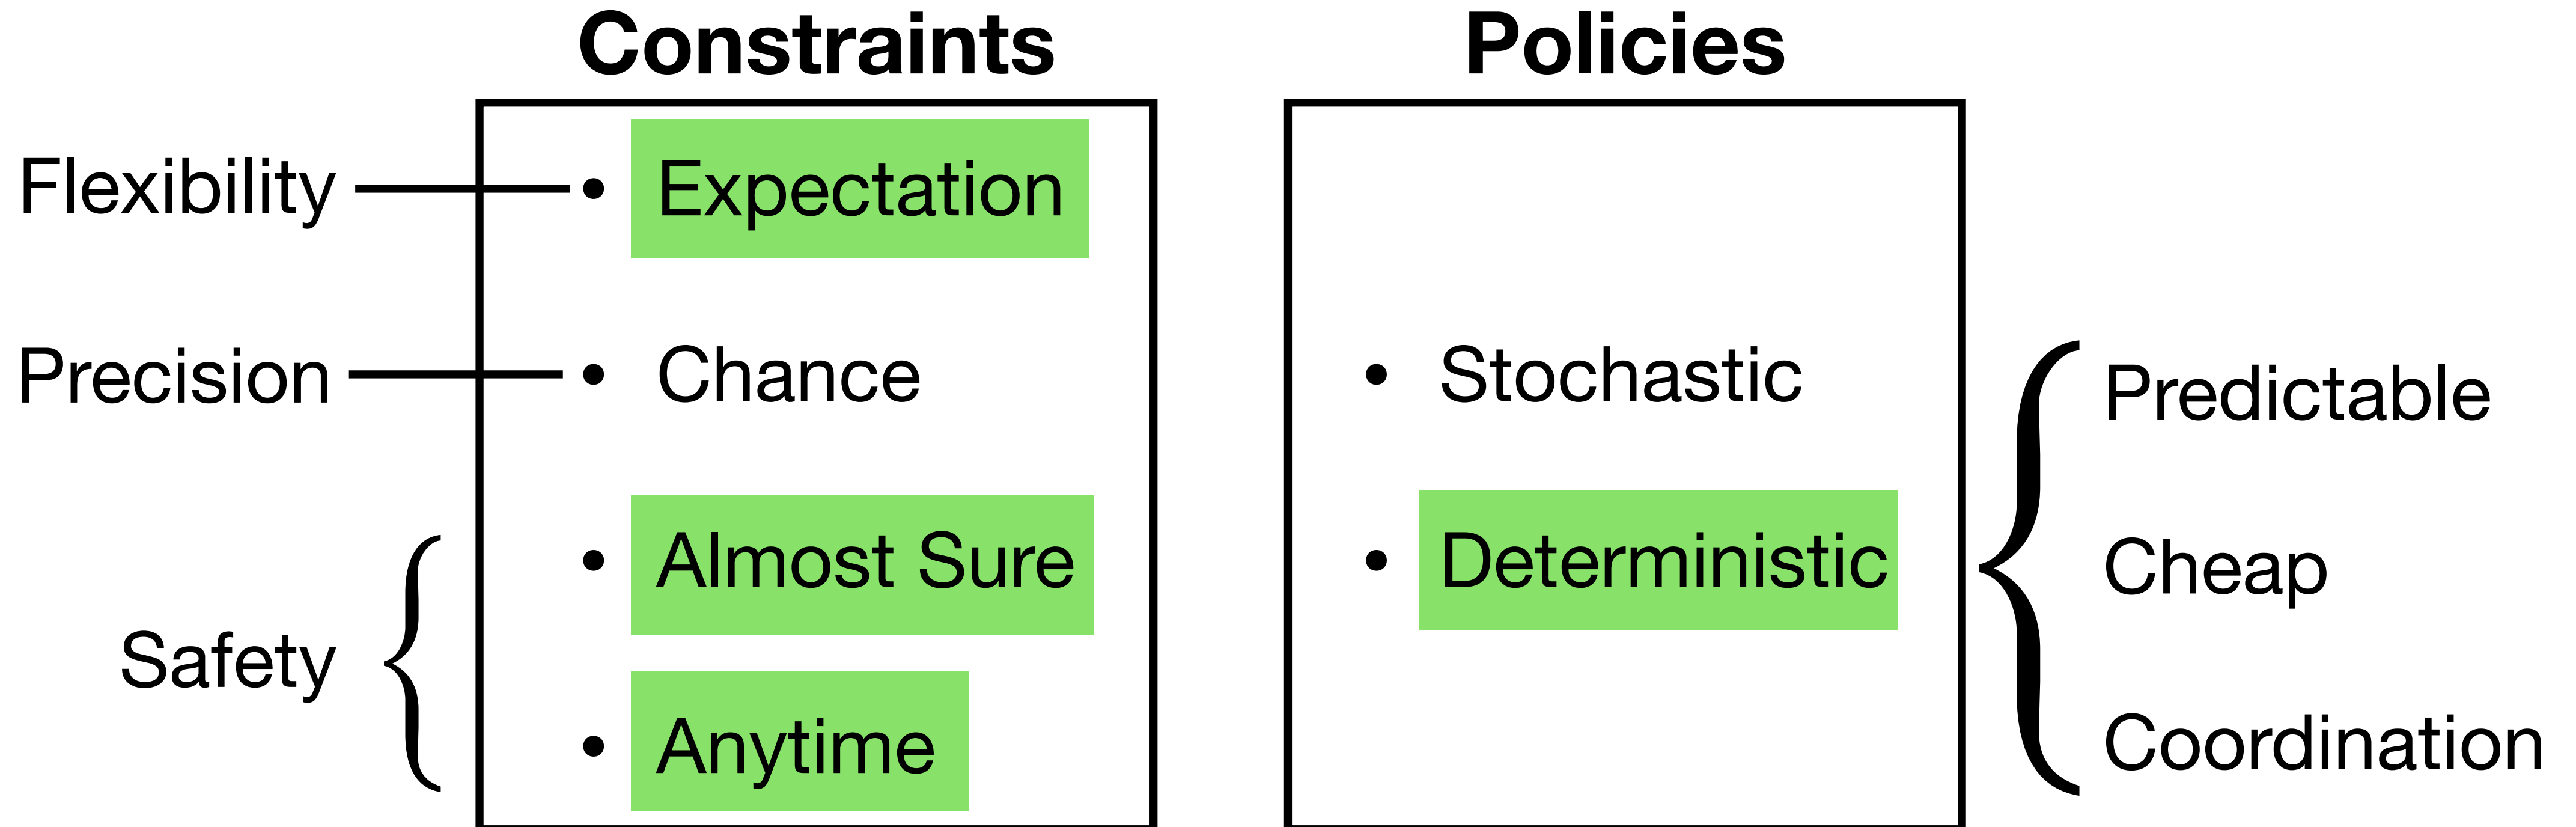 Constraints
Policies
Flexibility
• Expectation
Precision
• Chance
• Stochastic
Predictable
• Almost Sure
• Deterministic
Cheap
Safety
• Anytime
Coordination